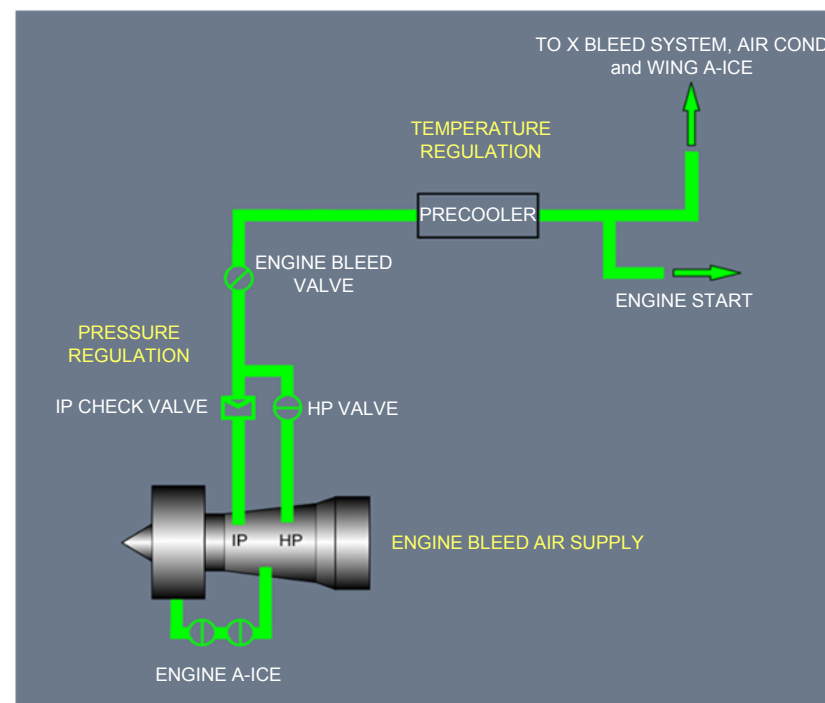 TO X BLEED SYSTEM, AIR COND
and WING A-ICE
TEMPERATURE
REGULATION
PRECOOLER
ENGINE BLEED
VALVE
ENGINE START
PRESSURE
REGULATION
IP CHECK VALVE
HP VALVE
IP
HP
ENGINE BLEED AIR SUPPLY
ENGINE A-ICE